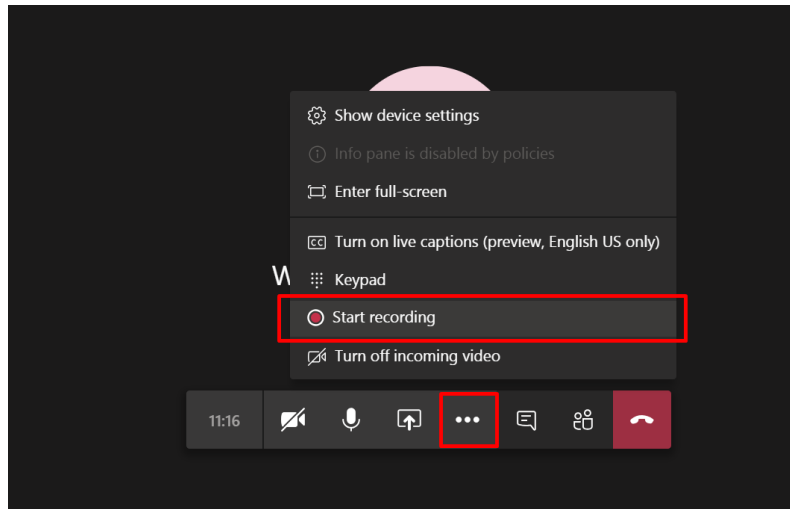 Show device settings
Info pane is disabled by policies
Enter full-screen
CC Turn on live captions (preview, English US only)
W
Keypad
Start recording
Turn off incoming video
11:16